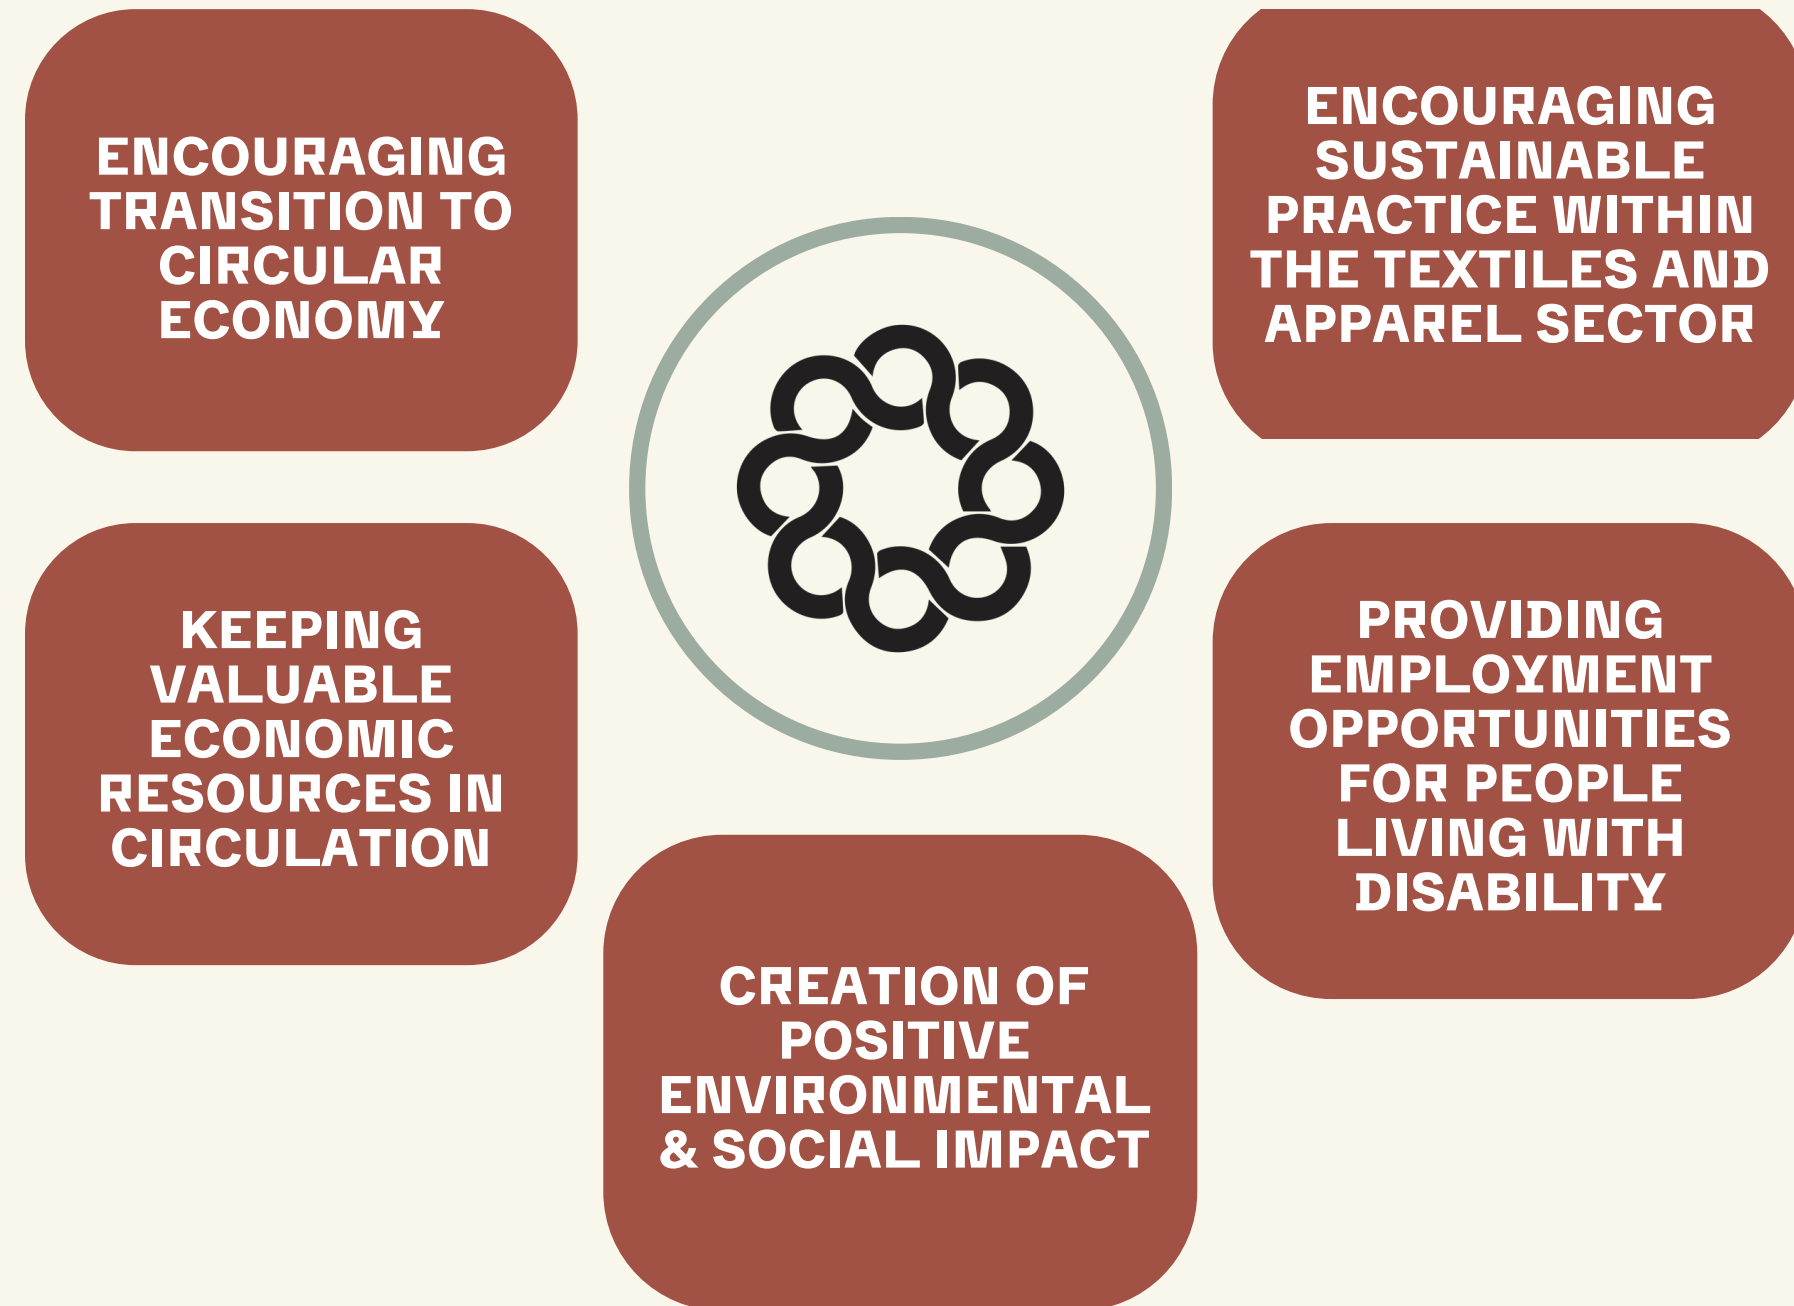 ENCOURAGING
TRANSITION TO
CIRCULAR
ECONOMY
ENCOURAGING
SUSTAINABLE
PRACTICE WITHIN
THE TEXTILES AND
APPAREL SECTOR
KEEPING
VALUABLE
ECONOMIC
RESOURCES IN
CIRCULATION
PROVIDING
EMPLOYMENT
OPPORTUNITIES
FOR PEOPLE
LIVING WITH
DISABILITY
CREATION OF
POSITIVE
ENVIRONMENTAL
& SOCIAL IMPACT